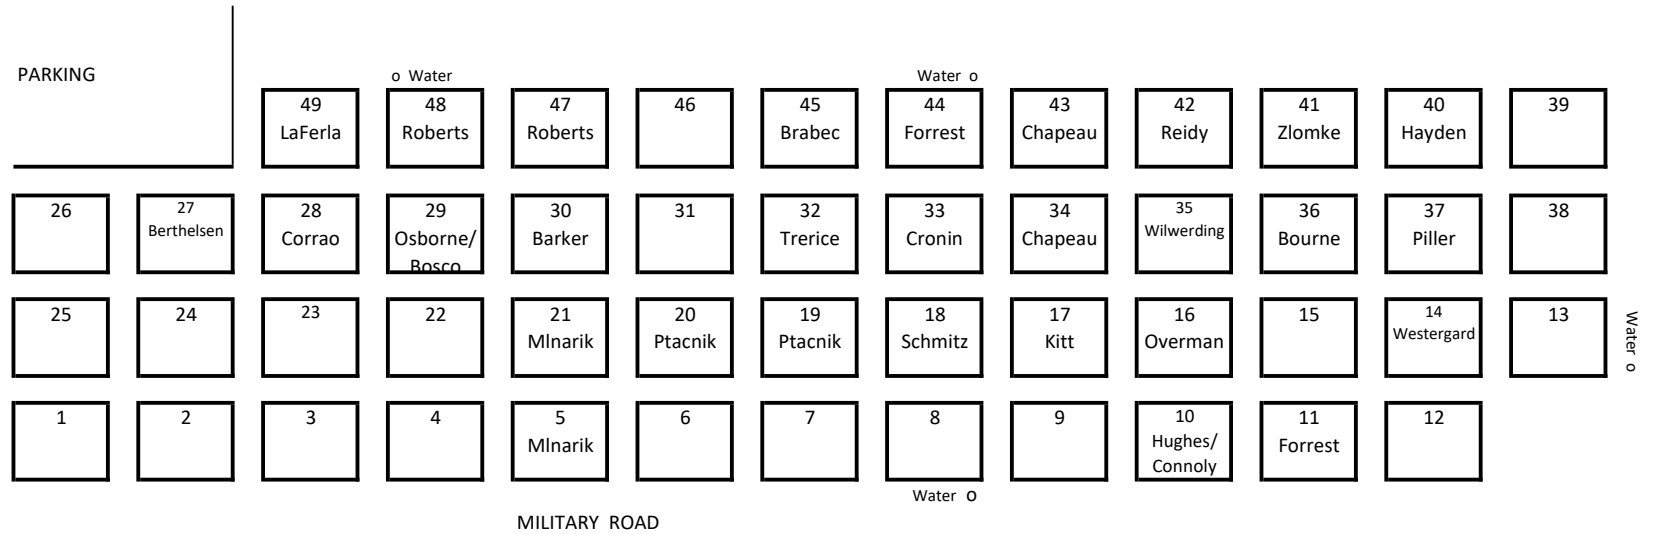 PARKING
o Water
Water o
49 48 47 46 45 44 43 42 41 40 39
LaFerla Roberts Roberts Brabec Forrest Chapeau Reidy Zlomke Hayden
26 27 28 29 30 31 32 33 34 35 36 37 38
Berthelsen Corrao Osborne/ Barker Trerice Cronin Chapeau Wilwerding Bourne Piller
Bosco
25 24 23 22 21 20 19 18 17 16 15 14 13
Mlnarik Ptacnik Ptacnik Schmitz Kitt Overman Westergard
Water o
1 2 3 4 5 6 7 8 9 10 11 12
Mlnarik Hughes/ Forrest
Connoly
Water o
MILITARY ROAD